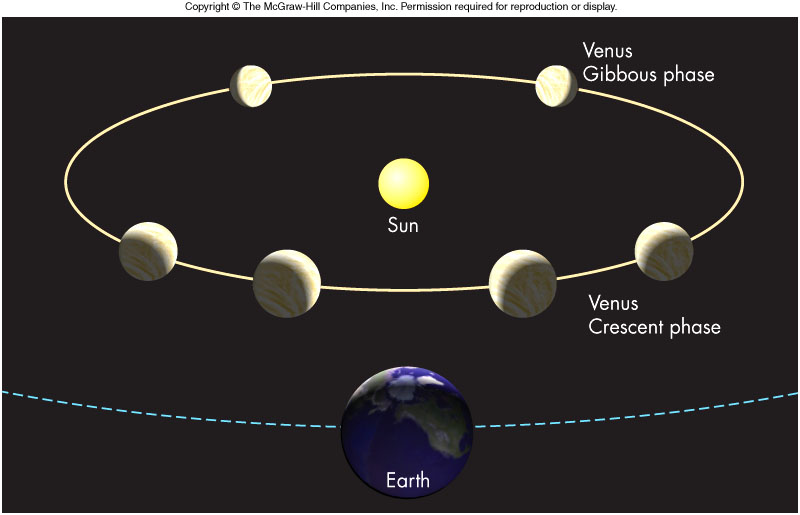 Copyright © The McGraw-Hill Companies, Inc. Permission required for reproduction or display.
Venus
Gibbous phase
Sun
Venus
Crescent phase
Earth